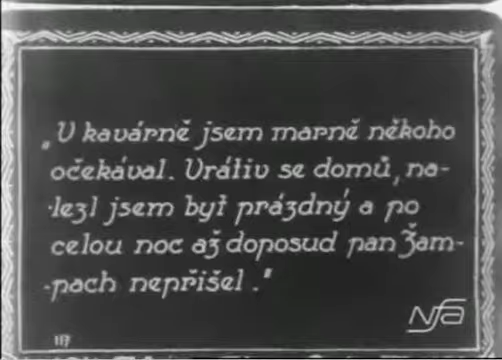 „U kavárně jsem marně někoho
očekával. Vrátiv se domů, na-
-lezl jsem byt prázdný a po
celou noc až doposud pan Žam-
-pach nepřišel."
117
nfa